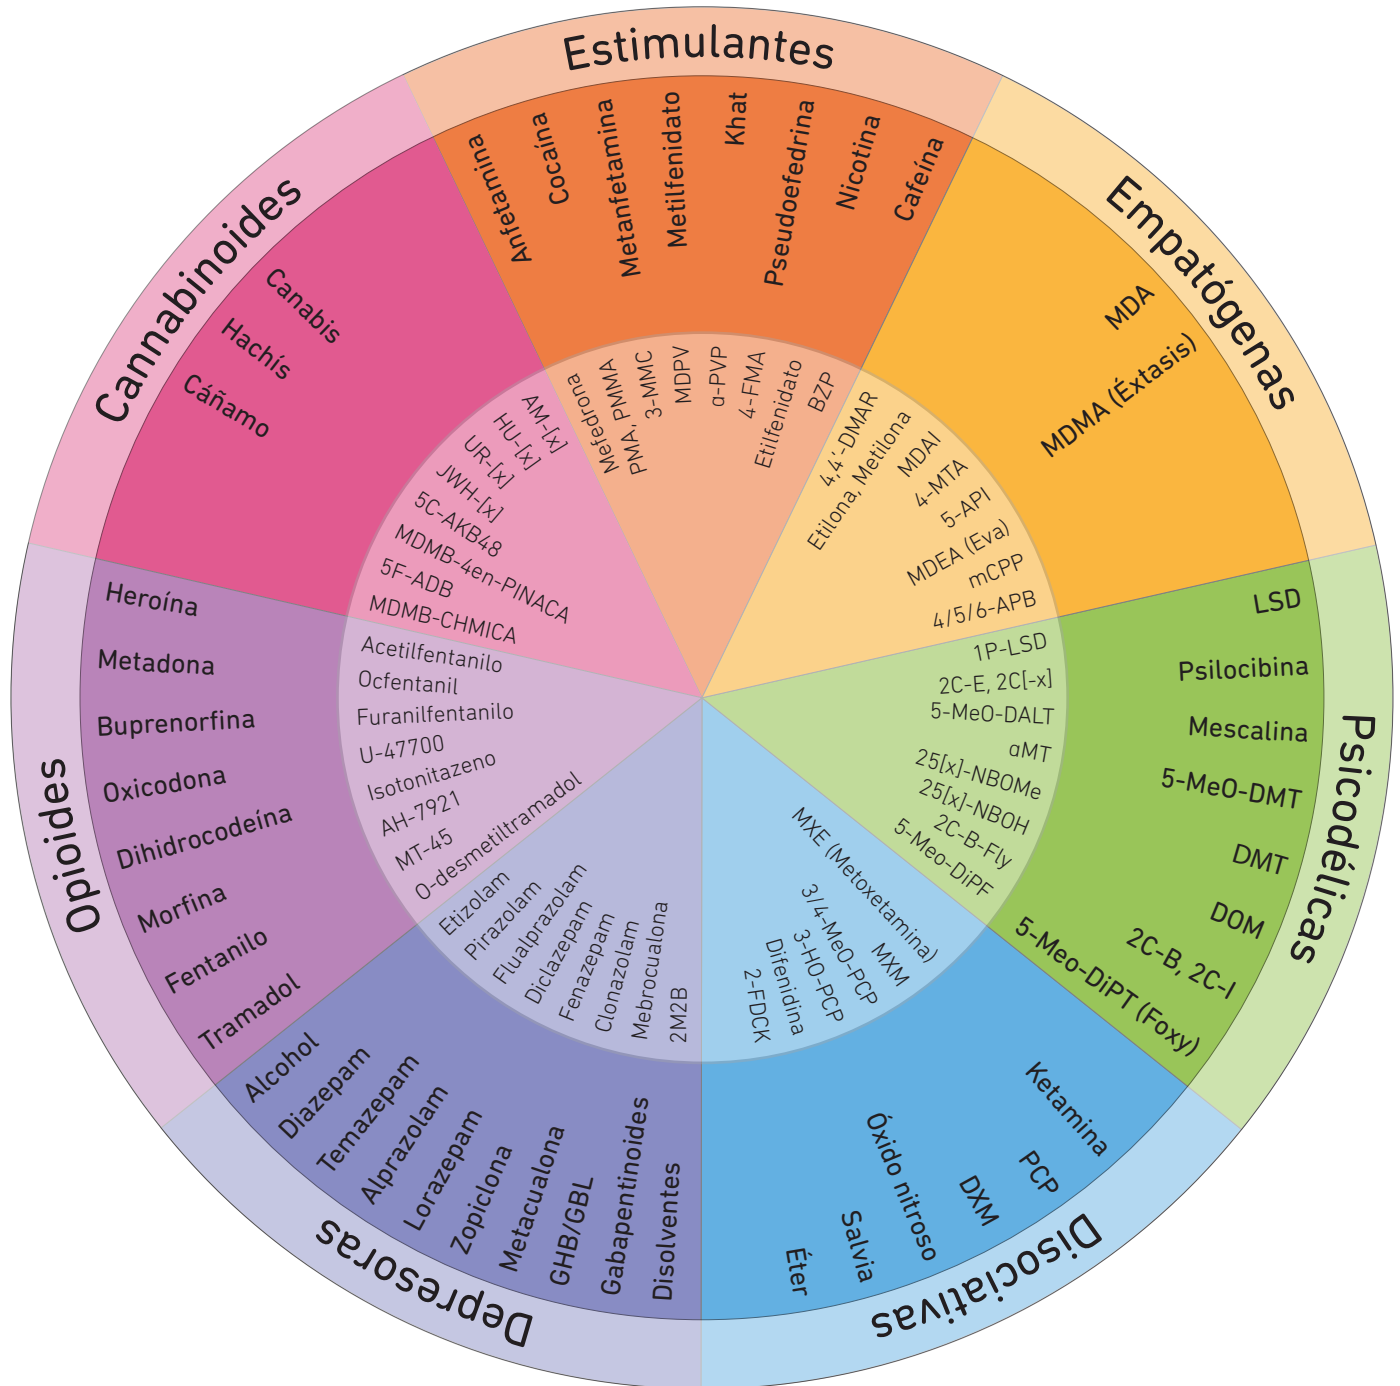 Estimulantes
Anfetamina
Cocaína
Metanfetamina
Metilfenidato
Khat
Pseudoefedrina
Nicotina
Cafeína
Mefedrona
PMA, PMMA
3-MMC
MDPV
α-PVP
4-FMA
Etilfenidato
BZP
Empatógenas
MDA
MDMA (Éxtasis)
4,4'-DMAR
Etilona, Metilona
MDAI
4-MTA
5-API
MDEA (Eva)
mCPP
4/5/6-APB
Psicodélicas
LSD
Psilocibina
Mescalina
5-MeO-DMT
DMT
DOM
2C-B, 2C-I
5-Meo-DiPT (Foxy)
1P-LSD
2C-E, 2C[-x]
5-MeO-DALT
αMT
25[x]-NBOMe
25[x]-NBOH
2C-B-Fly
5-Meo-DiPF
Disociativas
Ketamina
PCP
DXM
Óxido nitroso
Salvia
Éter
MXE (Metoxetamina)
MXM
3/4-MeO-PCP
3-HO-PCP
Difenidina
2-FDCK
Depresoras
Alcohol
Diazepam
Temazepam
Alprazolam
Lorazepam
Zopiclona
Metacualona
GHB/GBL
Gabapentinoides
Disolventes
Etizolam
Pirazolam
Flualprazolam
Diclazepam
Fenazepam
Clonazolam
Mebrocualona
2M2B
Opioides
Heroína
Metadona
Buprenorfina
Oxicodona
Dihidrocodeína
Morfina
Fentanilo
Tramadol
Acetilfentanilo
Ocfentanil
Furanilfentanilo
U-47700
Isotonitazeno
AH-7921
MT-45
O-desmetiltramadol
Cannabinoides
Canabis
Hachís
Cáñamo
AM-[x]
HU-[x]
UR-[x]
JWH-[x]
5C-AKB48
MDMB-4en-PINACA
5F-ADB
MDMB-CHMICA